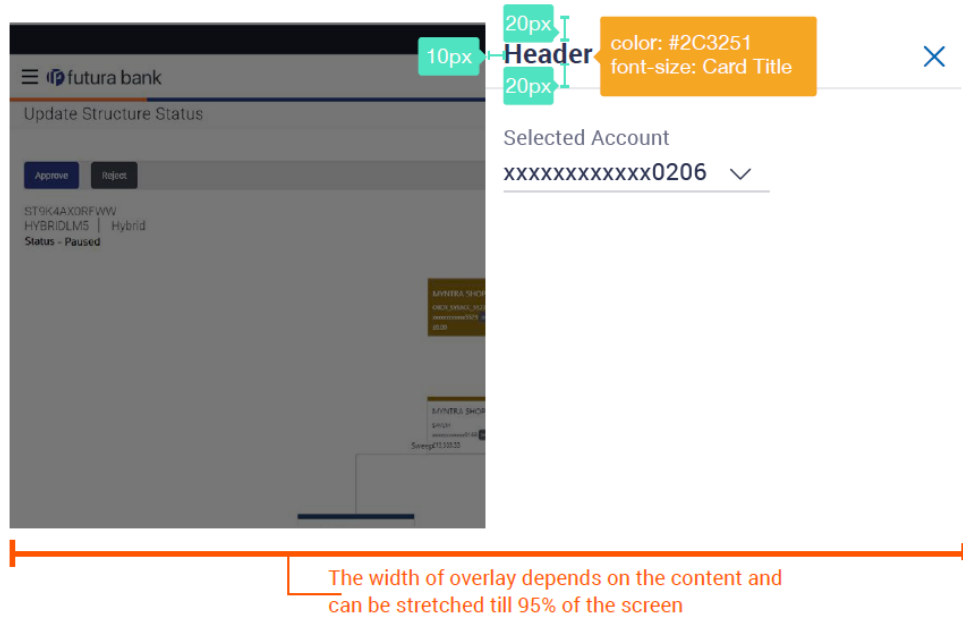 20px
10px
Header
color: #2C3251
font-size: Card Title
20px
futura bank
Update Structure Status
Selected Account
xxxxxxxxxxxx0206
Approve
Reject
ST9K4AX0RFWW
HYBRIDLM5 | Hybrid
Status - Paused
MYNTRA SHOP
MYNTRA SHOP
The width of overlay depends on the content and
can be stretched till 95% of the screen